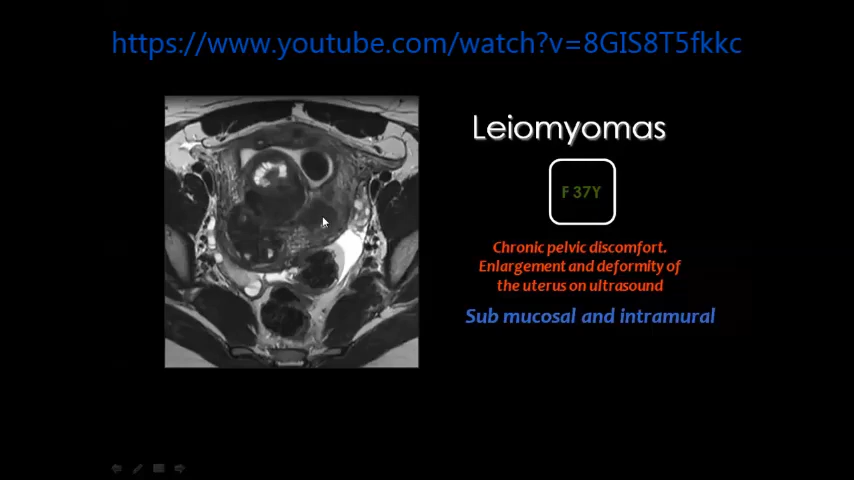 https://www.youtube.com/watch?v=8GIS8T5fkkc
Leiomyomas
F 37Y
Chronic pelvic discomfort.
Enlargement and deformity of
the uterus on ultrasound
Sub mucosal and intramural